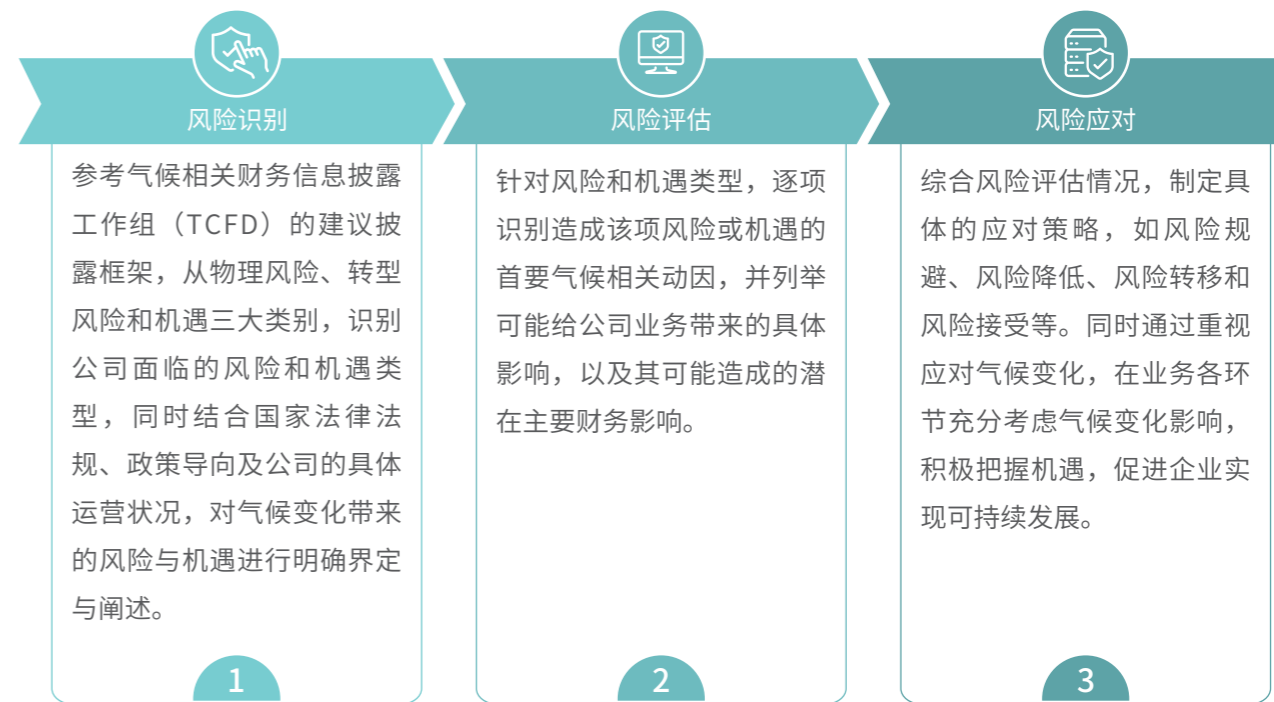 风险识别
参考气候相关财务信息披露
工作组（TCFD）的建议披
露框架，从物理风险、转型
风险和机遇三大类别，识别
公司面临的风险和机遇类
型，同时结合国家法律法
规、政策导向及公司的具体
运营状况，对气候变化带来
的风险与机遇进行明确界定
与阐述。
1
风险评估
针对风险和机遇类型，逐项
识别造成该项风险或机遇的
首要气候相关动因，并列举
可能给公司业务带来的具体
影响，以及其可能造成的潜
在主要财务影响。
2
风险应对
综合风险评估情况，制定具
体的应对策略，如风险规
避、风险降低、风险转移和
风险接受等。同时通过重视
应对气候变化，在业务各环
节充分考虑气候变化影响，
积极把握机遇，促进企业实
现可持续发展。
3